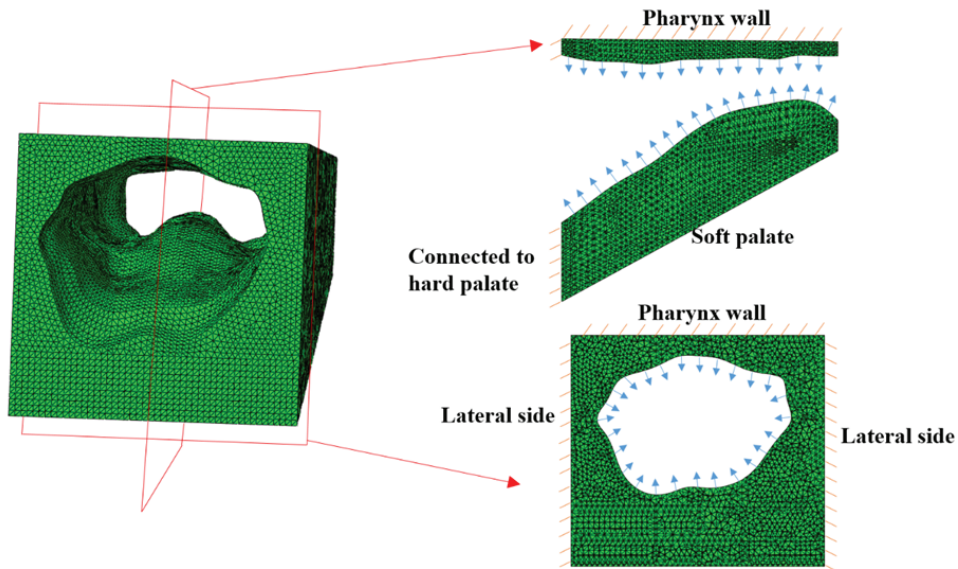 Pharynx wall
Soft palate
Connected to
hard palate
Pharynx wall
Lateral side
Lateral side